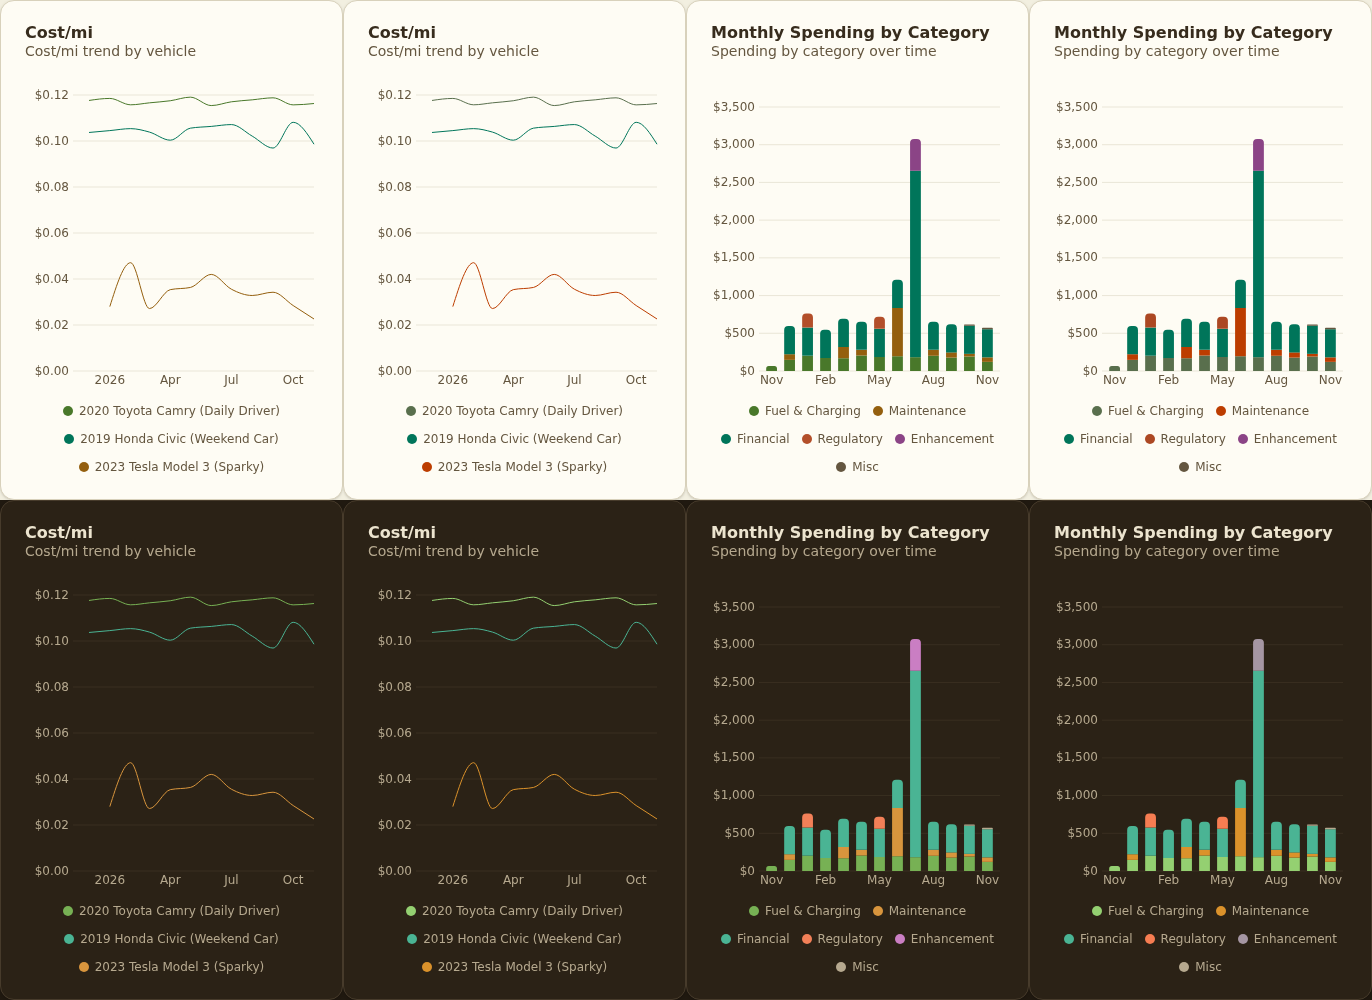 Cost/mi
Cost/mi trend by vehicle
$0.12
$0.10
$0.08
$0.06
$0.04
$0.02
$0.00
2026 Apr Jul Oct
2020 Toyota Camry (Daily Driver)
2019 Honda Civic (Weekend Car)
2023 Tesla Model 3 (Sparky)
Cost/mi
Cost/mi trend by vehicle
$0.12
$0.10
$0.08
$0.06
$0.04
$0.02
$0.00
2026 Apr Jul Oct
2020 Toyota Camry (Daily Driver)
2019 Honda Civic (Weekend Car)
2023 Tesla Model 3 (Sparky)
Monthly Spending by Category
Spending by category over time
$3,500
$3,000
$2,500
$2,000
$1,500
$1,000
$500
$0
Nov Feb May Aug Nov
Fuel & Charging Maintenance
Financial Regulatory Enhancement
Misc
Monthly Spending by Category
Spending by category over time
$3,500
$3,000
$2,500
$2,000
$1,500
$1,000
$500
$0
Nov Feb May Aug Nov
Fuel & Charging Maintenance
Financial Regulatory Enhancement
Misc
Cost/mi
Cost/mi trend by vehicle
$0.12
$0.10
$0.08
$0.06
$0.04
$0.02
$0.00
2026 Apr Jul Oct
2020 Toyota Camry (Daily Driver)
2019 Honda Civic (Weekend Car)
2023 Tesla Model 3 (Sparky)
Cost/mi
Cost/mi trend by vehicle
$0.12
$0.10
$0.08
$0.06
$0.04
$0.02
$0.00
2026 Apr Jul Oct
2020 Toyota Camry (Daily Driver)
2019 Honda Civic (Weekend Car)
2023 Tesla Model 3 (Sparky)
Monthly Spending by Category
Spending by category over time
$3,500
$3,000
$2,500
$2,000
$1,500
$1,000
$500
$0
Nov Feb May Aug Nov
Fuel & Charging Maintenance
Financial Regulatory Enhancement
Misc
Monthly Spending by Category
Spending by category over time
$3,500
$3,000
$2,500
$2,000
$1,500
$1,000
$500
$0
Nov Feb May Aug Nov
Fuel & Charging Maintenance
Financial Regulatory Enhancement
Misc